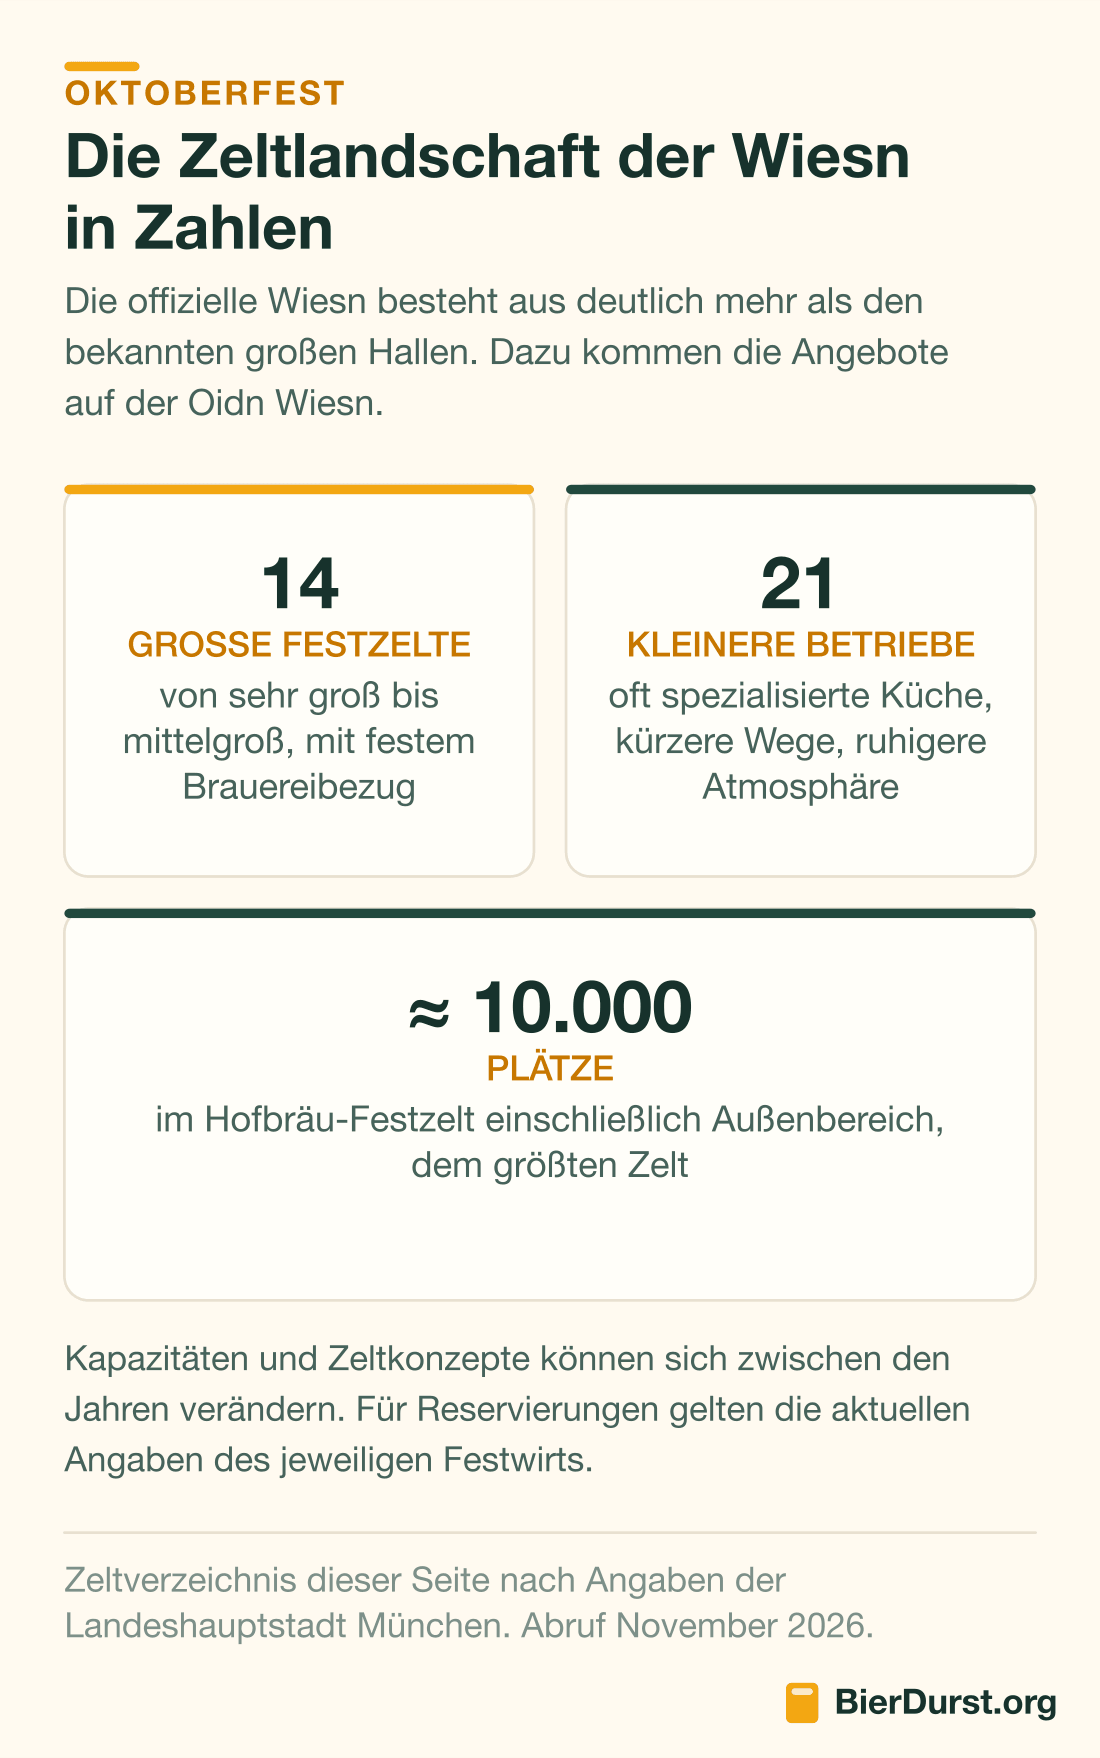 OKTOBERFEST
Die Zeltlandschaft der Wiesn
in Zahlen
Die offizielle Wiesn besteht aus deutlich mehr als den
bekannten großen Hallen. Dazu kommen die Angebote
auf der Oidn Wiesn.
14
GROSSE FESTZELTE
von sehr groß bis
mittelgroß, mit festem
Brauereibezug
21
KLEINERE BETRIEBE
oft spezialisierte Küche,
kürzere Wege, ruhigere
Atmosphäre
≈ 10.000
PLÄTZE
im Hofbräu-Festzelt einschließlich Außenbereich,
dem größten Zelt
Kapazitäten und Zeltkonzepte können sich zwischen den
Jahren verändern. Für Reservierungen gelten die aktuellen
Angaben des jeweiligen Festwirts.
Zeltverzeichnis dieser Seite nach Angaben der
Landeshauptstadt München. Abruf November 2026.
BierDurst.org